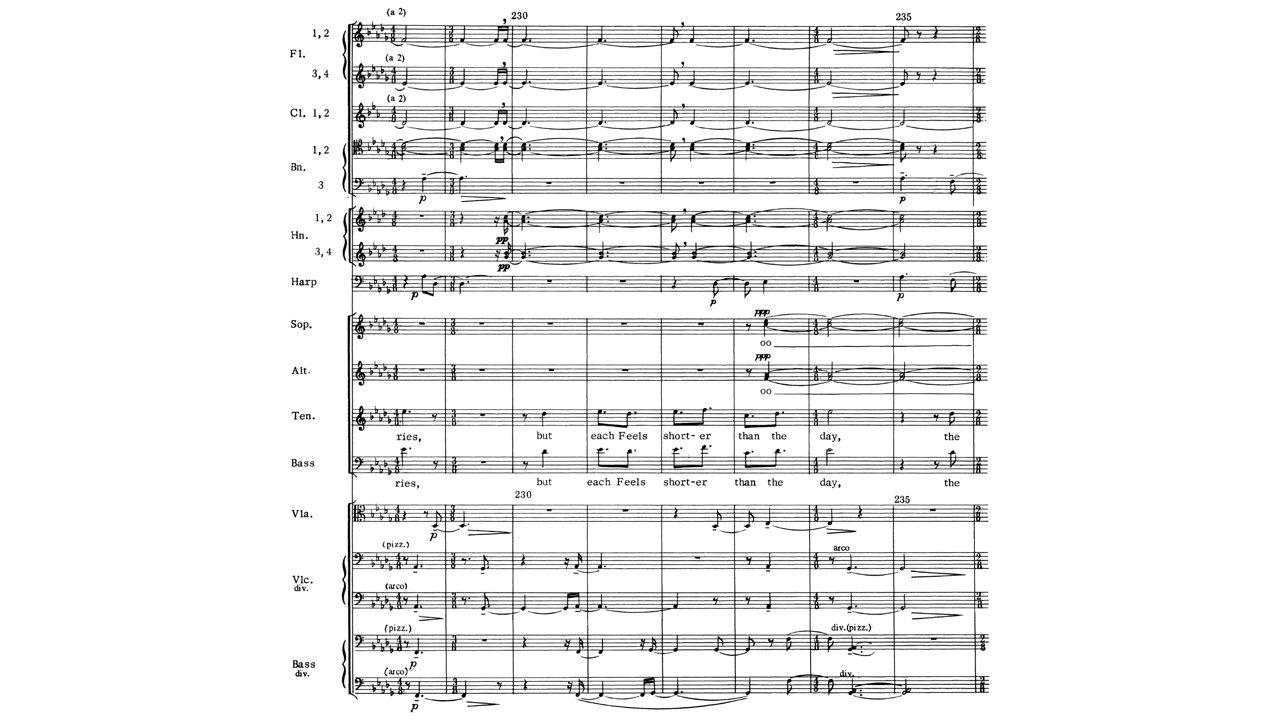 (a 2) 230 235
Fl. 1, 2
(a 2)
3, 4
(a 2)
Cl. 1, 2
Bn. 1, 2
3
p p
Hn. 1, 2
pp
3, 4
pp
Harp
p p p
Sop. ppp
oo
Alt. ppp
oo
Ten.
ries, but each Feels short- er than the day, the
Bass
ries, but each Feels short-er than the day, the
230 235
Vla.
p
(pizz.) arco
Vlc.
div.
(arco)
(pizz.) div.(pizz.)
p
Bass
div.
(arco) div.
p